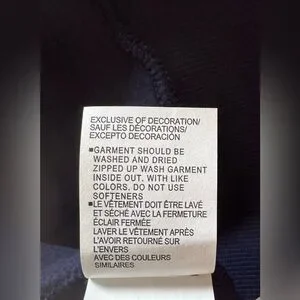 EXCLUSIVE OF DECORATION/
SAUF LES DÉCORATIONS/
EXCEPTO DECORACIÓN
▪GARMENT SHOULD BE
WASHED AND DRIED
ZIPPED UP WASH GARMENT
INSIDE OUT. WITH LIKE
COLORS. DO NOT USE
SOFTENERS
▪LE VÊTEMENT DOIT ÊTRE LAVÉ
ET SÉCHÉ AVEC LA FERMETURE
ÉCLAIR FERMÉE
LAVER LE VÊTEMENT APRÈS
L'AVOIR RETOURNÉ SUR
L'ENVERS
AVEC DES COULEURS
SIMILAIRES